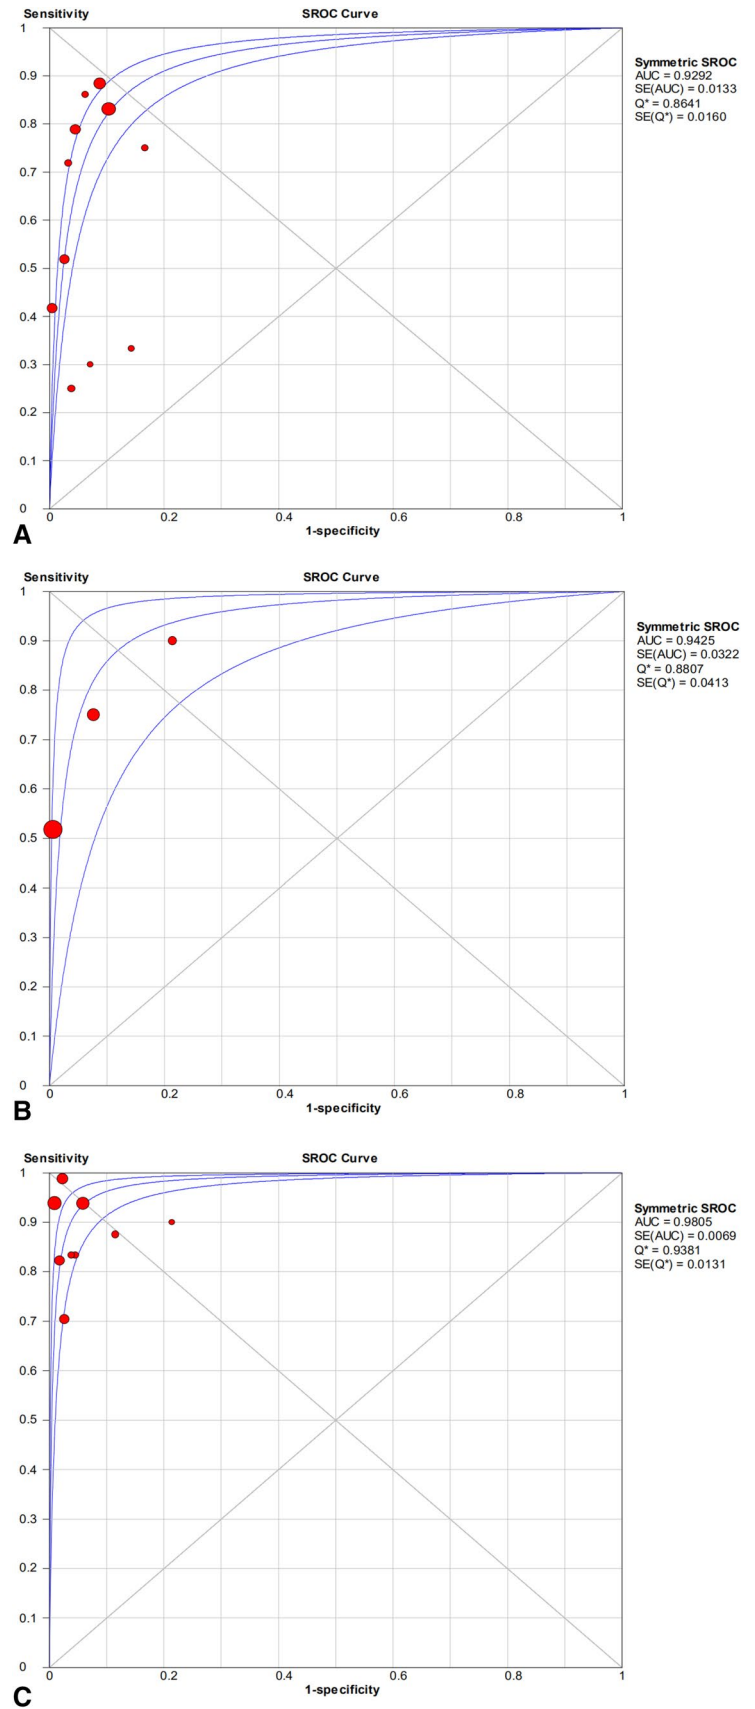 Sensitivity SROC Curve
1
0.9
0.8
0.7
0.6
0.5
0.4
0.3
0.2
0.1
0
0 0.2 0.4 0.6 0.8 1
1-specificity
Symmetric SROC
AUC = 0.9292
SE(AUC) = 0.0133
Q* = 0.8641
SE(Q*) = 0.0160
A
Sensitivity SROC Curve
1
0.9
0.8
0.7
0.6
0.5
0.4
0.3
0.2
0.1
0
0 0.2 0.4 0.6 0.8 1
1-specificity
Symmetric SROC
AUC = 0.9425
SE(AUC) = 0.0322
Q* = 0.8807
SE(Q*) = 0.0413
B
Sensitivity SROC Curve
1
0.9
0.8
0.7
0.6
0.5
0.4
0.3
0.2
0.1
0
0 0.2 0.4 0.6 0.8 1
1-specificity
Symmetric SROC
AUC = 0.9805
SE(AUC) = 0.0069
Q* = 0.9381
SE(Q*) = 0.0131
C